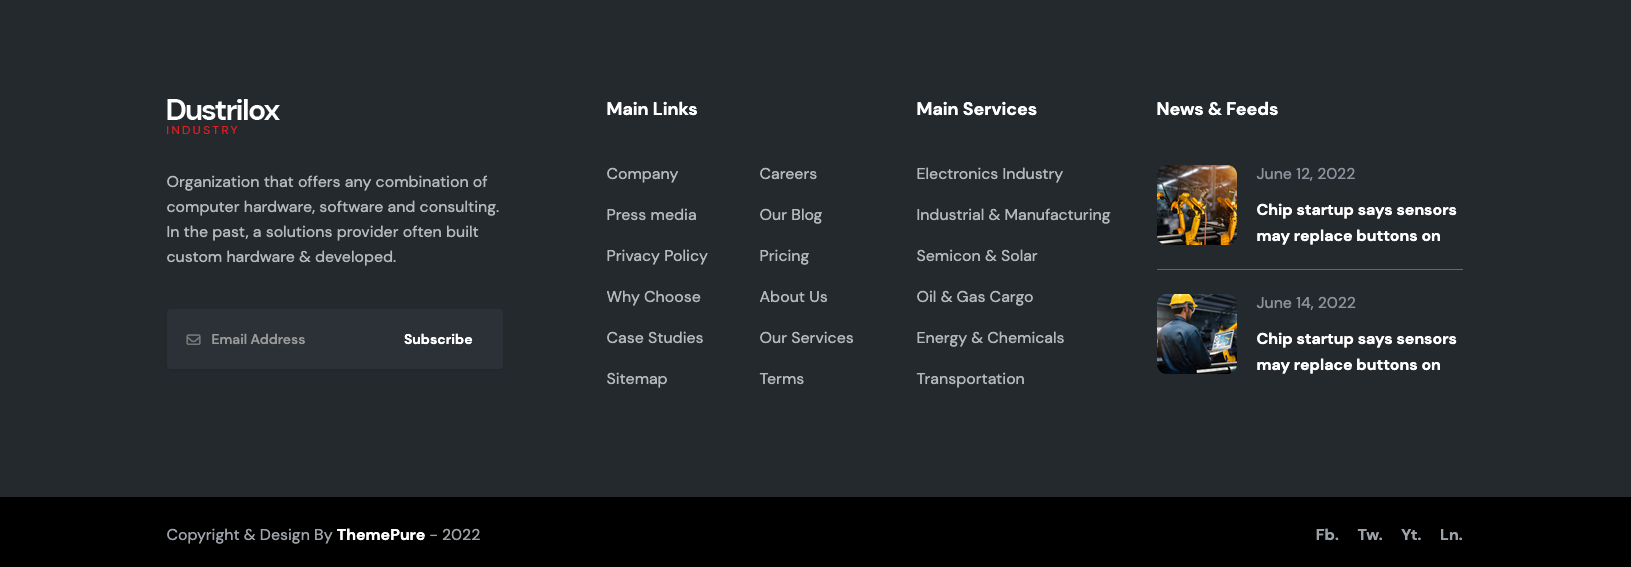 Dustrilox
INDUSTRY
Organization that offers any combination of
computer hardware, software and consulting.
In the past, a solutions provider often built
custom hardware & developed.
Email Address
Subscribe
Main Links
Company
Press media
Privacy Policy
Why Choose
Case Studies
Sitemap
Careers
Our Blog
Pricing
About Us
Our Services
Terms
Main Services
Electronics Industry
Industrial & Manufacturing
Semicon & Solar
Oil & Gas Cargo
Energy & Chemicals
Transportation
News & Feeds
June 12, 2022
Chip startup says sensors
may replace buttons on
June 14, 2022
Chip startup says sensors
may replace buttons on
Copyright & Design By ThemePure - 2022
Fb. Tw. Yt. Ln.